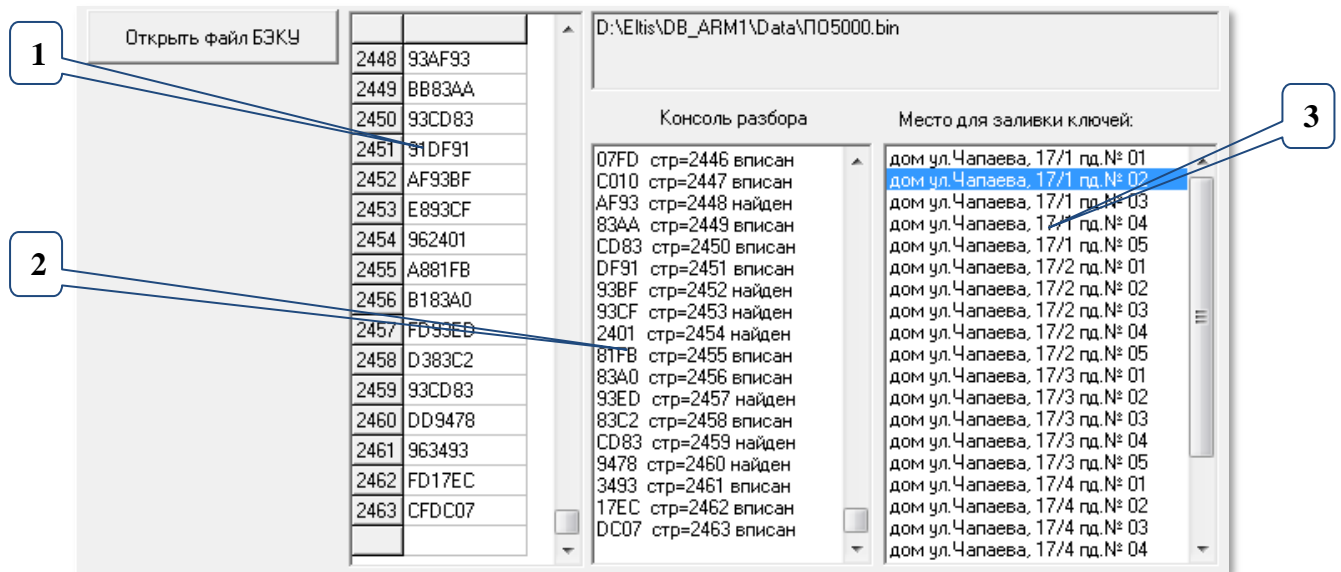 Открыть файл БЭКУ
D:\Eltis\DB_ARM1\Data\ПО5000.bin
1
2
3
2448 93AF93
2449 BB83AA
2450 93CD83
2451 91DF91
2452 AF93BF
2453 E893CF
2454 962401
2455 A881FB
2456 B183A0
2457 FD93ED
2458 D383C2
2459 93CD83
2460 DD9478
2461 963493
2462 FD17EC
2463 CFDC07
Консоль разбора
07FD стр=2446 вписан
C010 стр=2447 вписан
AF93 стр=2448 найден
83AA стр=2449 вписан
CD83 стр=2450 вписан
DF91 стр=2451 вписан
93BF стр=2452 найден
93CF стр=2453 найден
2401 стр=2454 найден
81FB стр=2455 вписан
83A0 стр=2456 вписан
93ED стр=2457 найден
83C2 стр=2458 вписан
CD83 стр=2459 найден
9478 стр=2460 найден
3493 стр=2461 вписан
17EC стр=2462 вписан
DC07 стр=2463 вписан
Место для заливки ключей:
дом ул.Чапаева, 17/1 пд.№ 01
дом ул.Чапаева, 17/1 пд.№ 02
дом ул.Чапаева, 17/1 пд.№ 03
дом ул.Чапаева, 17/1 пд.№ 04
дом ул.Чапаева, 17/1 пд.№ 05
дом ул.Чапаева, 17/2 пд.№ 01
дом ул.Чапаева, 17/2 пд.№ 02
дом ул.Чапаева, 17/2 пд.№ 03
дом ул.Чапаева, 17/2 пд.№ 04
дом ул.Чапаева, 17/2 пд.№ 05
дом ул.Чапаева, 17/3 пд.№ 01
дом ул.Чапаева, 17/3 пд.№ 02
дом ул.Чапаева, 17/3 пд.№ 03
дом ул.Чапаева, 17/3 пд.№ 04
дом ул.Чапаева, 17/3 пд.№ 05
дом ул.Чапаева, 17/4 пд.№ 01
дом ул.Чапаева, 17/4 пд.№ 02
дом ул.Чапаева, 17/4 пд.№ 03
дом ул.Чапаева, 17/4 пд.№ 04